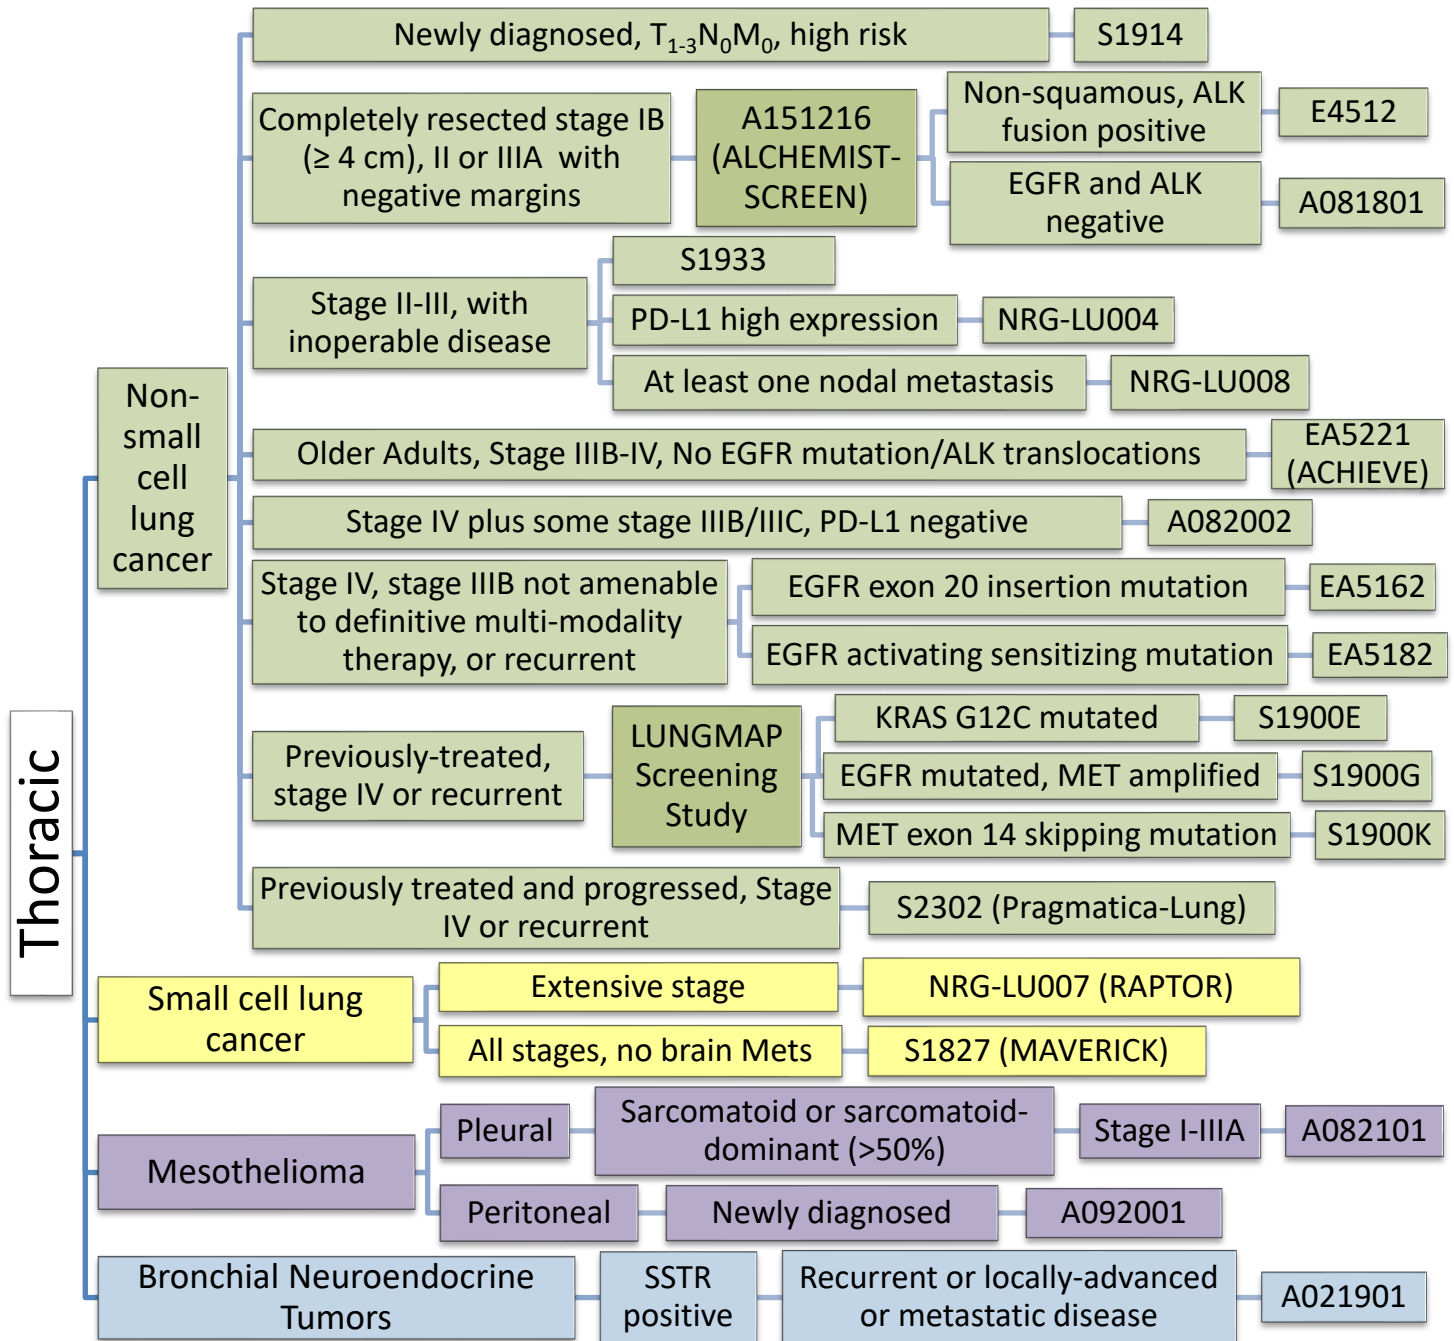 Thoracic
Non-
small
cell
lung
cancer
Newly diagnosed, T1-3N0M0, high risk
S1914
Completely resected stage IB
(≥ 4 cm), II or IIIA with
negative margins
A151216
(ALCHEMIST-
SCREEN)
Non-squamous, ALK
fusion positive
E4512
EGFR and ALK
negative
A081801
Stage II-III, with
inoperable disease
S1933
PD-L1 high expression
NRG-LU004
At least one nodal metastasis
NRG-LU008
Older Adults, Stage IIIB-IV, No EGFR mutation/ALK translocations
EA5221
(ACHIEVE)
Stage IV plus some stage IIIB/IIIC, PD-L1 negative
A082002
Stage IV, stage IIIB not amenable
to definitive multi-modality
therapy, or recurrent
EGFR exon 20 insertion mutation
EA5162
EGFR activating sensitizing mutation
EA5182
Previously-treated,
stage IV or recurrent
LUNGMAP
Screening
Study
KRAS G12C mutated
S1900E
EGFR mutated, MET amplified
S1900G
MET exon 14 skipping mutation
S1900K
Previously treated and progressed, Stage
IV or recurrent
S2302 (Pragmatica-Lung)
Small cell lung
cancer
Extensive stage
NRG-LU007 (RAPTOR)
All stages, no brain Mets
S1827 (MAVERICK)
Mesothelioma
Pleural
Sarcomatoid or sarcomatoid-
dominant (>50%)
Stage I-IIIA
A082101
Peritoneal
Newly diagnosed
A092001
Bronchial Neuroendocrine
Tumors
SSTR
positive
Recurrent or locally-advanced
or metastatic disease
A021901